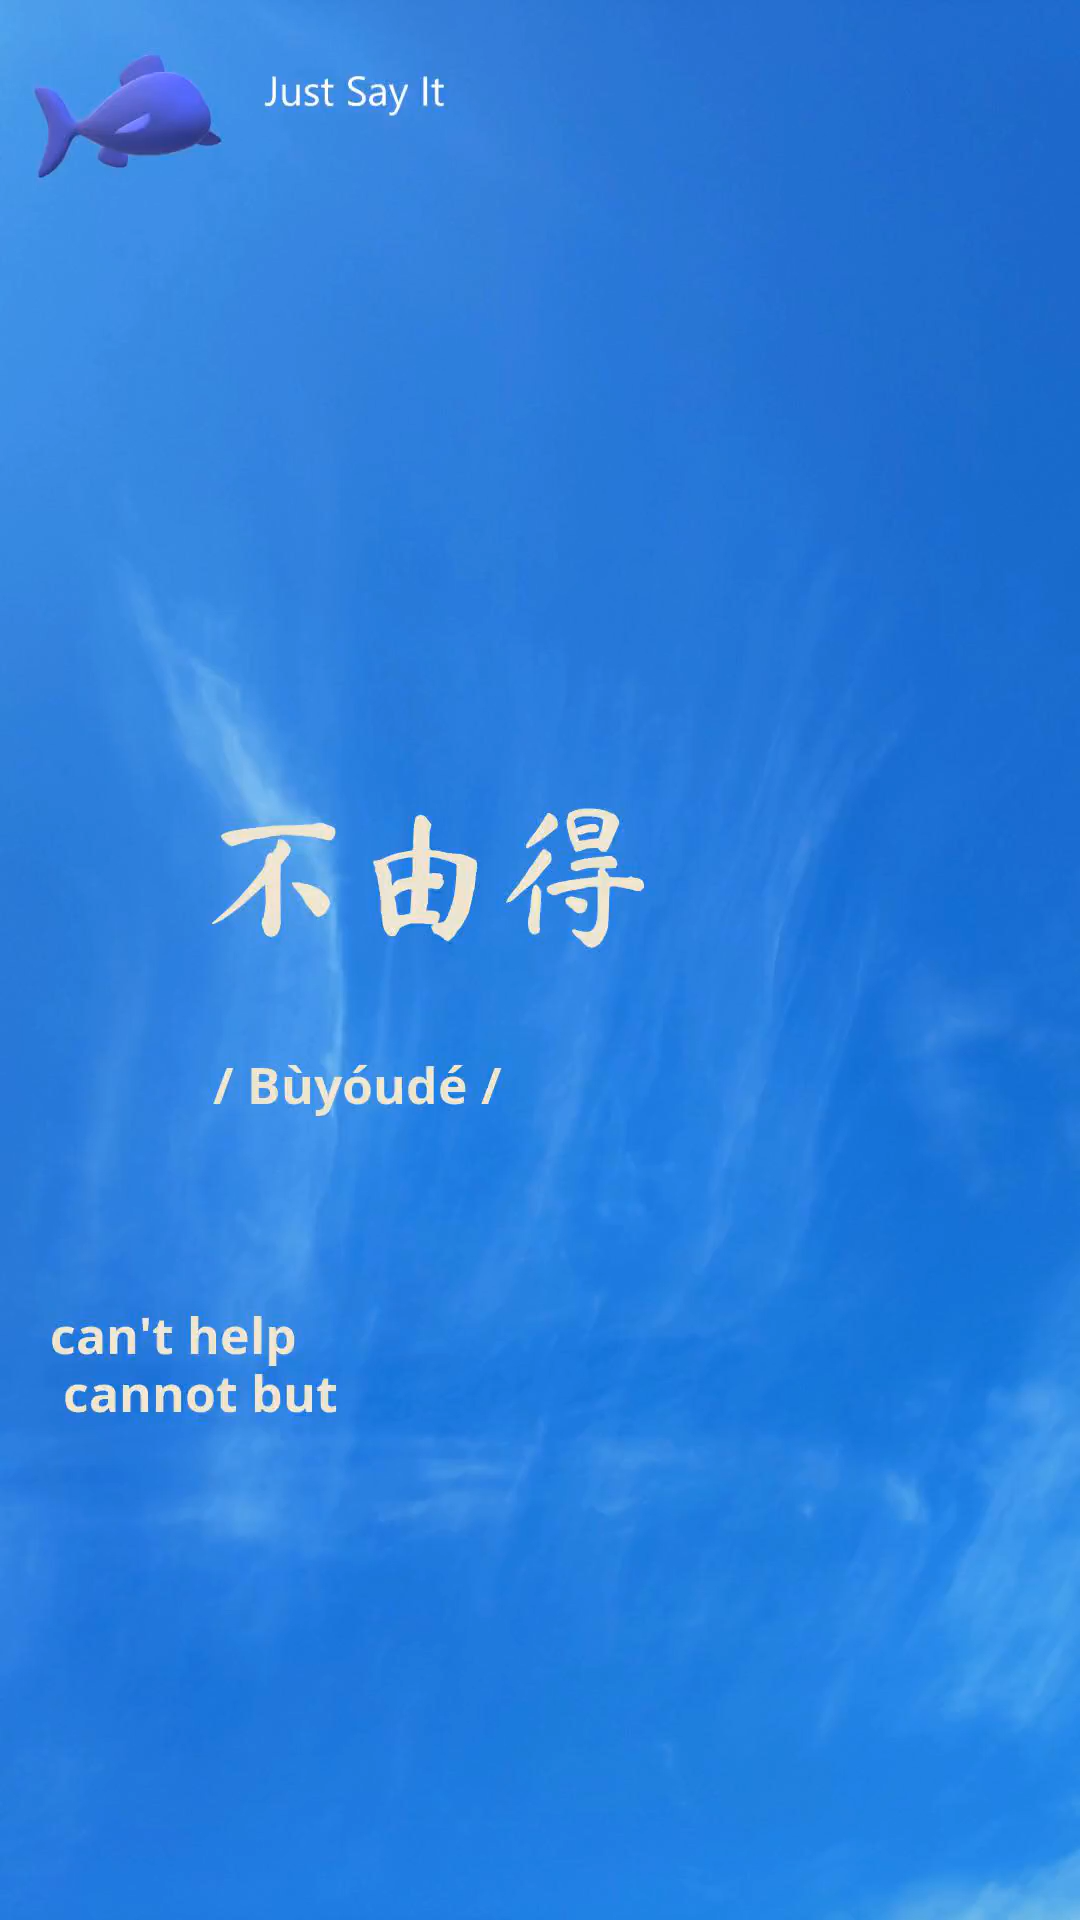 Just Say It
不由得
/ Bùyóudé /
can't help
cannot but